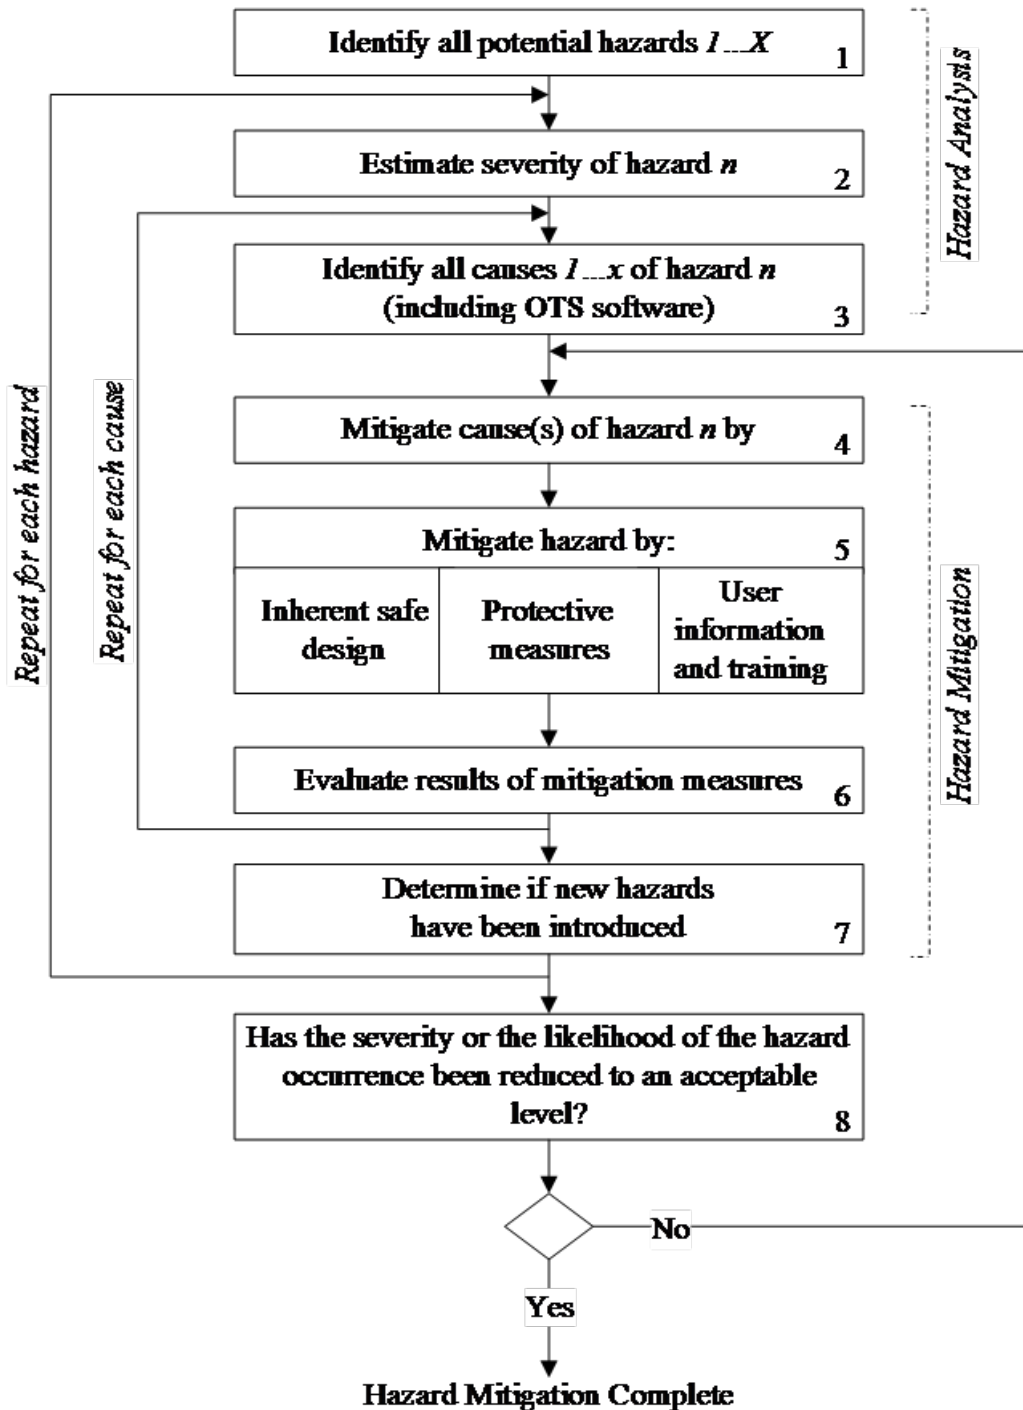 Identify all potential hazards 1...X
1
Hazard Analysis
Estimate severity of hazard n
2
Identify all causes 1...x of hazard n
(including OTS software)
3
Repeat for each hazard
Repeat for each cause
Mitigate cause(s) of hazard n by
4
Mitigate hazard by:
5
Inherent safe
design
Protective
measures
User
information
and training
Hazard Mitigation
Evaluate results of mitigation measures
6
Determine if new hazards
have been introduced
7
Has the severity or the likelihood of the hazard
occurrence been reduced to an acceptable
level?
8
No
Yes
Hazard Mitigation Complete